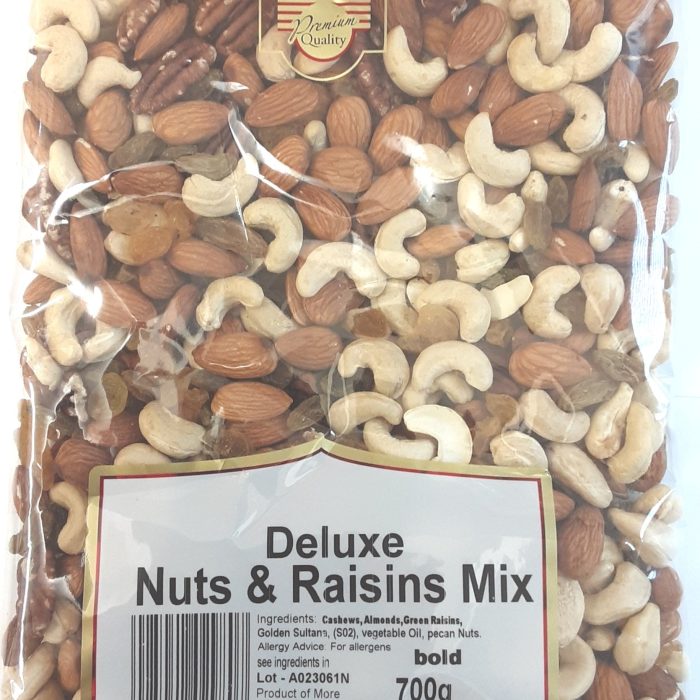 Premium
Quality
Deluxe
Nuts & Raisins Mix
Ingredients: Cashews, Almonds,Green Raisins,
Golden Sultana, (S02), vegetable Oil, pecan Nuts.
Allergy Advice: For allergens
see ingredients in bold
Lot - A023061N
Product of More 700g